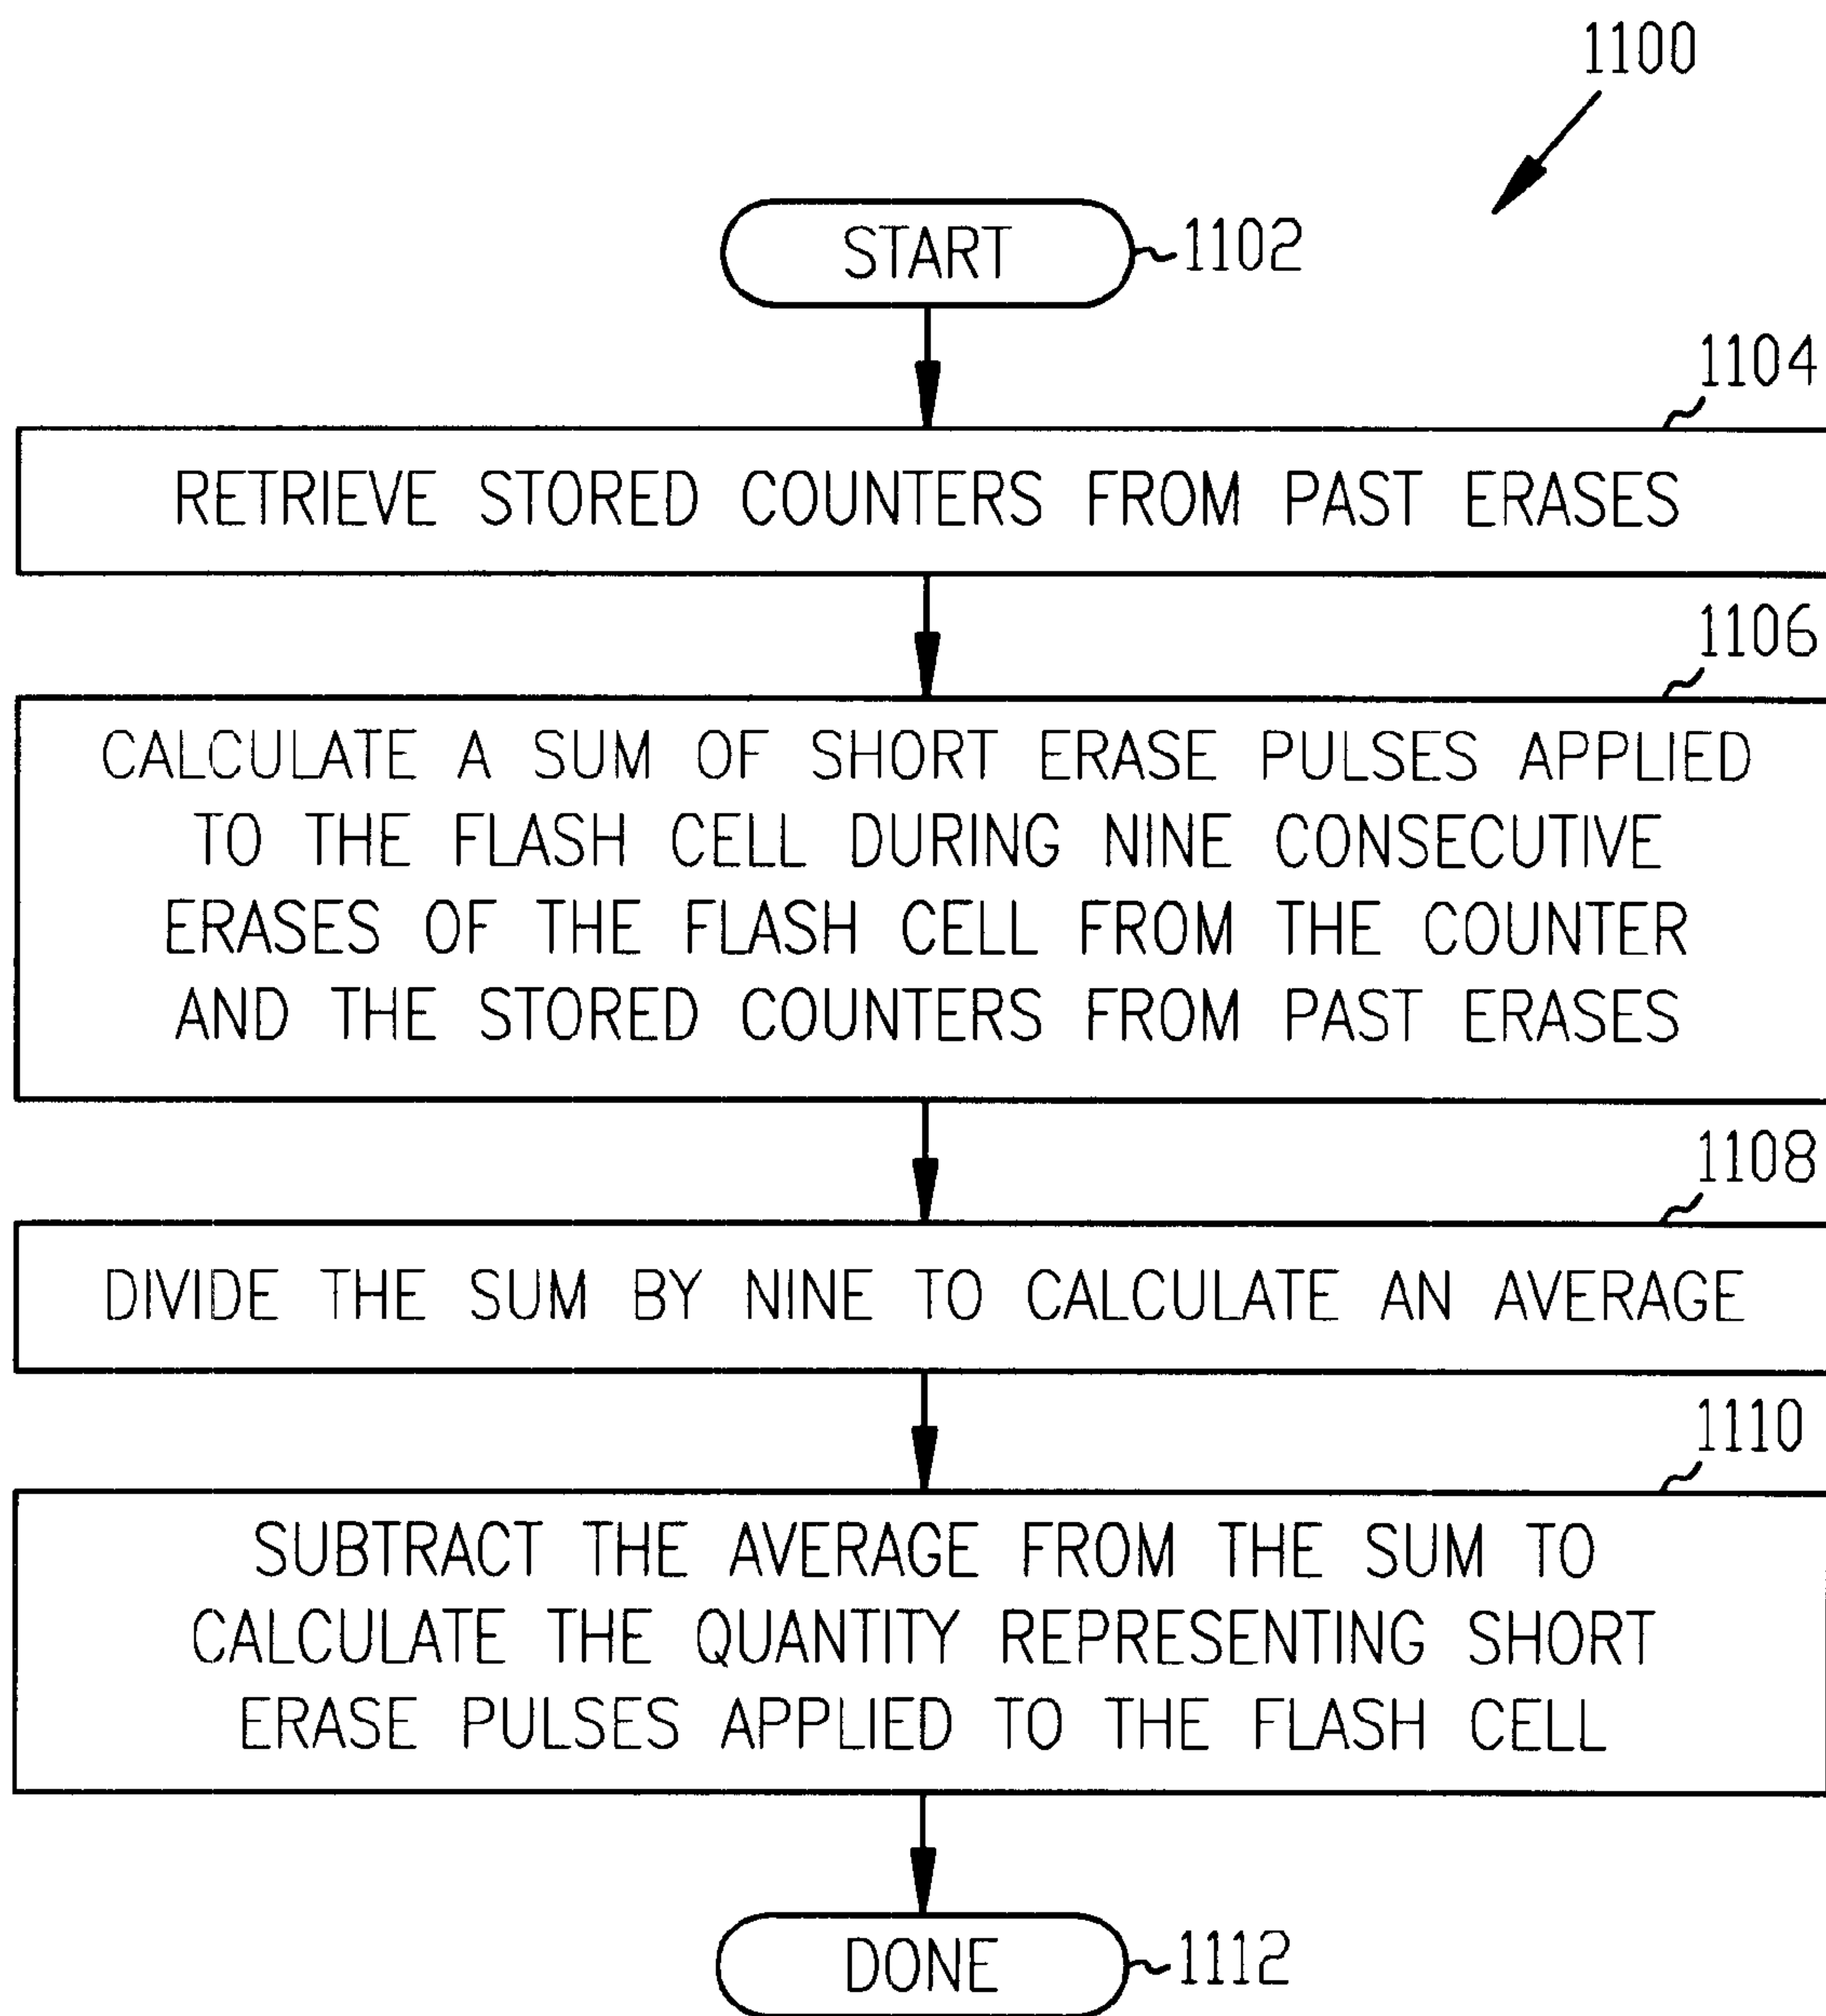 1100
START
1102
1104
RETRIEVE STORED COUNTERS FROM PAST ERASES
1106
CALCULATE A SUM OF SHORT ERASE PULSES APPLIED
TO THE FLASH CELL DURING NINE CONSECUTIVE
ERASES OF THE FLASH CELL FROM THE COUNTER
AND THE STORED COUNTERS FROM PAST ERASES
1108
DIVIDE THE SUM BY NINE TO CALCULATE AN AVERAGE
1110
SUBTRACT THE AVERAGE FROM THE SUM TO
CALCULATE THE QUANTITY REPRESENTING SHORT
ERASE PULSES APPLIED TO THE FLASH CELL
DONE
1112